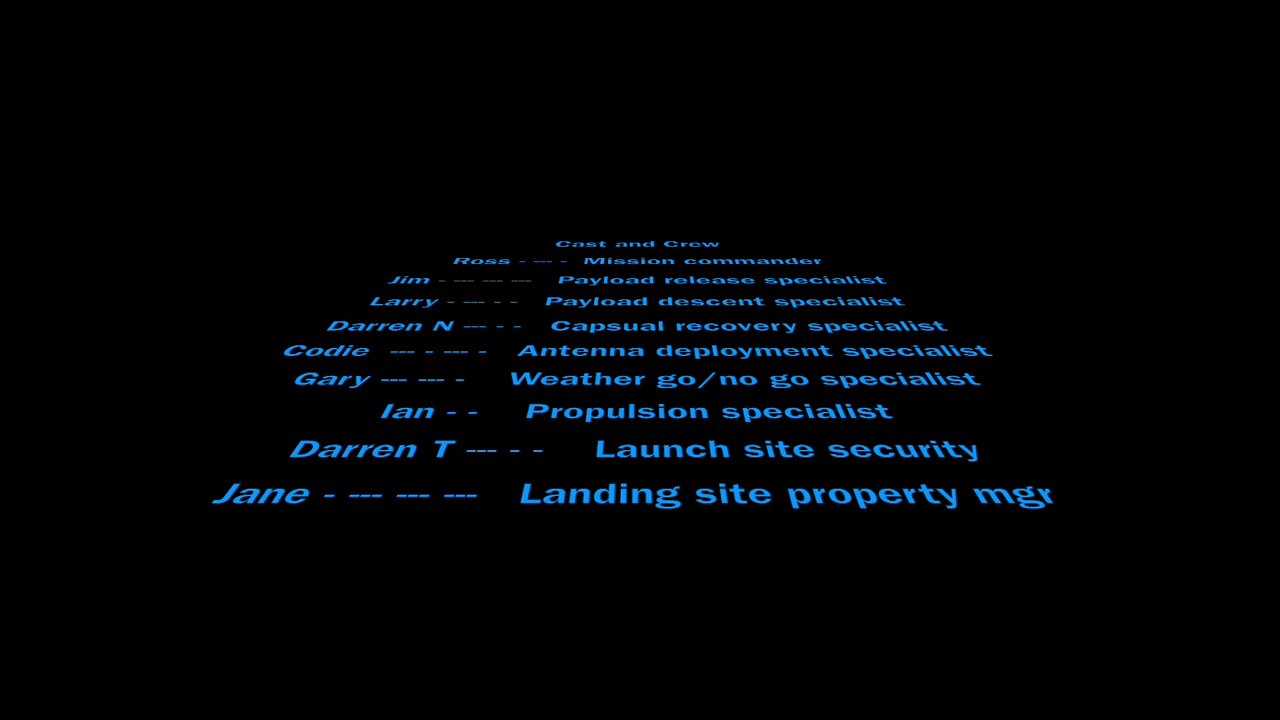 Cast and Crew
Ross - --- - Mission commander
Jim - --- --- --- Payload release specialist
Larry - --- - - Payload descent specialist
Darren N --- - - Capsual recovery specialist
Codie --- - --- - Antenna deployment specialist
Gary --- --- - Weather go/no go specialist
Ian - - Propulsion specialist
Darren T --- - - Launch site security
Jane - --- --- --- Landing site property mgr